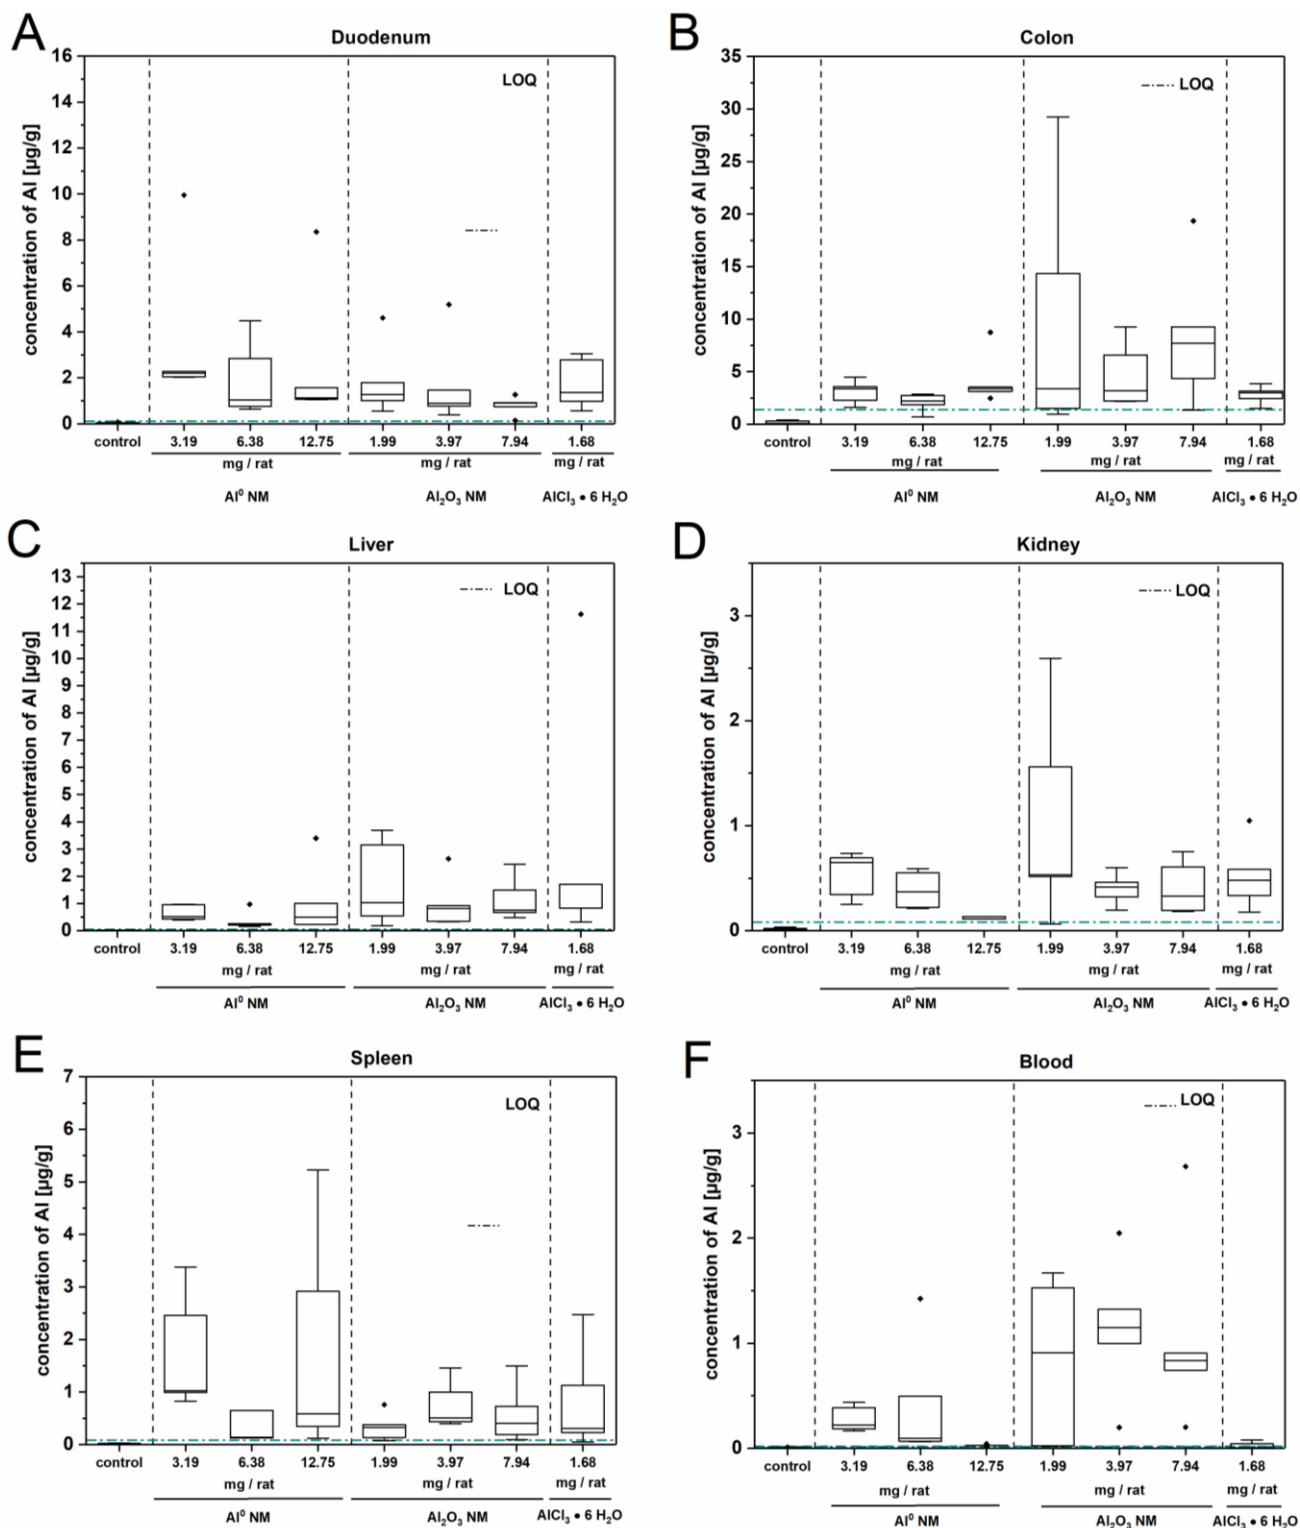 A
Duodenum
concentration of Al [µg/g]
16
14
12
10
8
6
4
2
0
LOQ
control 3.19 6.38 12.75 1.99 3.97 7.94 1.68
mg / rat mg / rat mg / rat
Al⁰ NM Al₂O₃ NM AlCl₃ • 6 H₂O
B
Colon
concentration of Al [µg/g]
35
30
25
20
15
10
5
0
LOQ
control 3.19 6.38 12.75 1.99 3.97 7.94 1.68
mg / rat mg / rat mg / rat
Al⁰ NM Al₂O₃ NM AlCl₃ • 6 H₂O
C
Liver
concentration of Al [µg/g]
13
12
11
10
9
8
7
6
5
4
3
2
1
0
LOQ
control 3.19 6.38 12.75 1.99 3.97 7.94 1.68
mg / rat mg / rat mg / rat
Al⁰ NM Al₂O₃ NM AlCl₃ • 6 H₂O
D
Kidney
concentration of Al [µg/g]
3
2
1
0
LOQ
control 3.19 6.38 12.75 1.99 3.97 7.94 1.68
mg / rat mg / rat mg / rat
Al⁰ NM Al₂O₃ NM AlCl₃ • 6 H₂O
E
Spleen
concentration of Al [µg/g]
7
6
5
4
3
2
1
0
LOQ
control 3.19 6.38 12.75 1.99 3.97 7.94 1.68
mg / rat mg / rat mg / rat
Al⁰ NM Al₂O₃ NM AlCl₃ • 6 H₂O
F
Blood
concentration of Al [µg/g]
3
2
1
0
LOQ
control 3.19 6.38 12.75 1.99 3.97 7.94 1.68
mg / rat mg / rat mg / rat
Al⁰ NM Al₂O₃ NM AlCl₃ • 6 H₂O